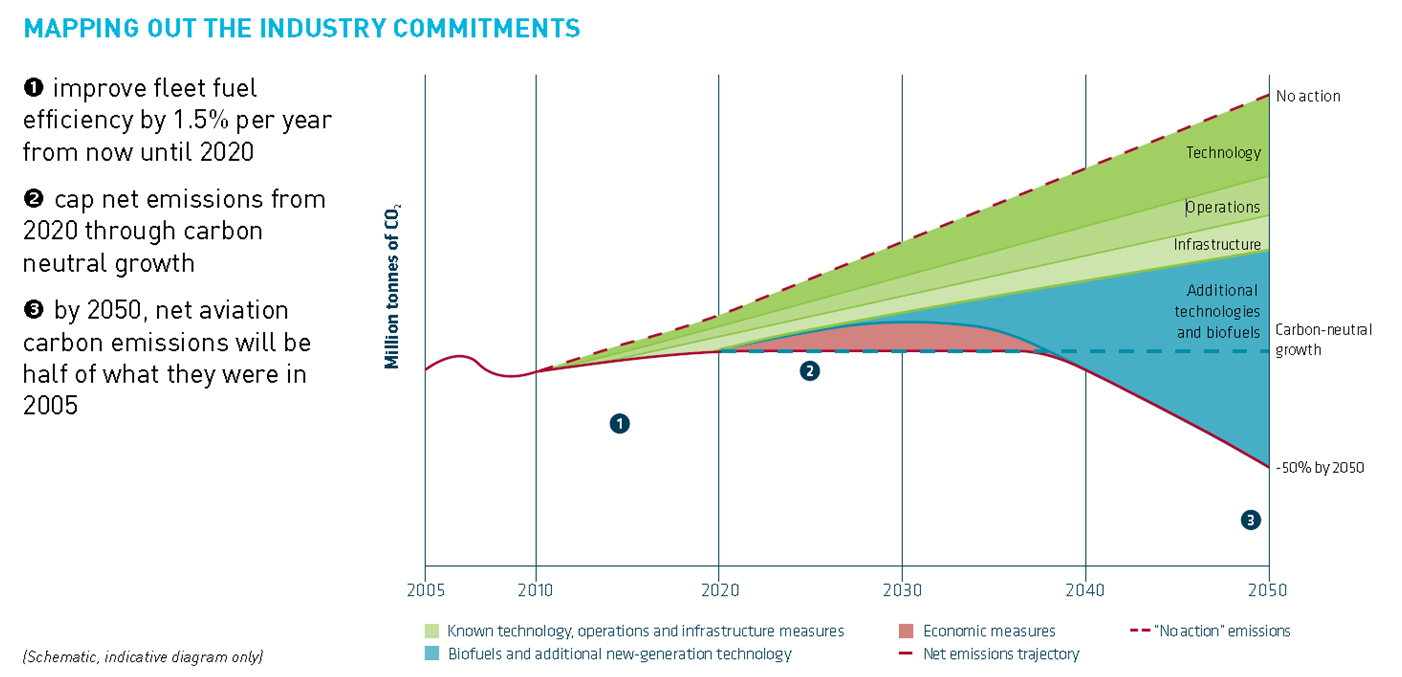 MAPPING OUT THE INDUSTRY COMMITMENTS
1 improve fleet fuel
efficiency by 1.5% per year
from now until 2020
2 cap net emissions from
2020 through carbon
neutral growth
3 by 2050, net aviation
carbon emissions will be
half of what they were in
2005
(Schematic, indicative diagram only)
Million tonnes of CO₂
No action
Technology
Operations
Infrastructure
Additional
technologies
and biofuels
Carbon-neutral
growth
-50% by 2050
1
2
3
2005 2010 2020 2030 2040 2050
Known technology, operations and infrastructure measures
Economic measures
"No action" emissions
Biofuels and additional new-generation technology
Net emissions trajectory